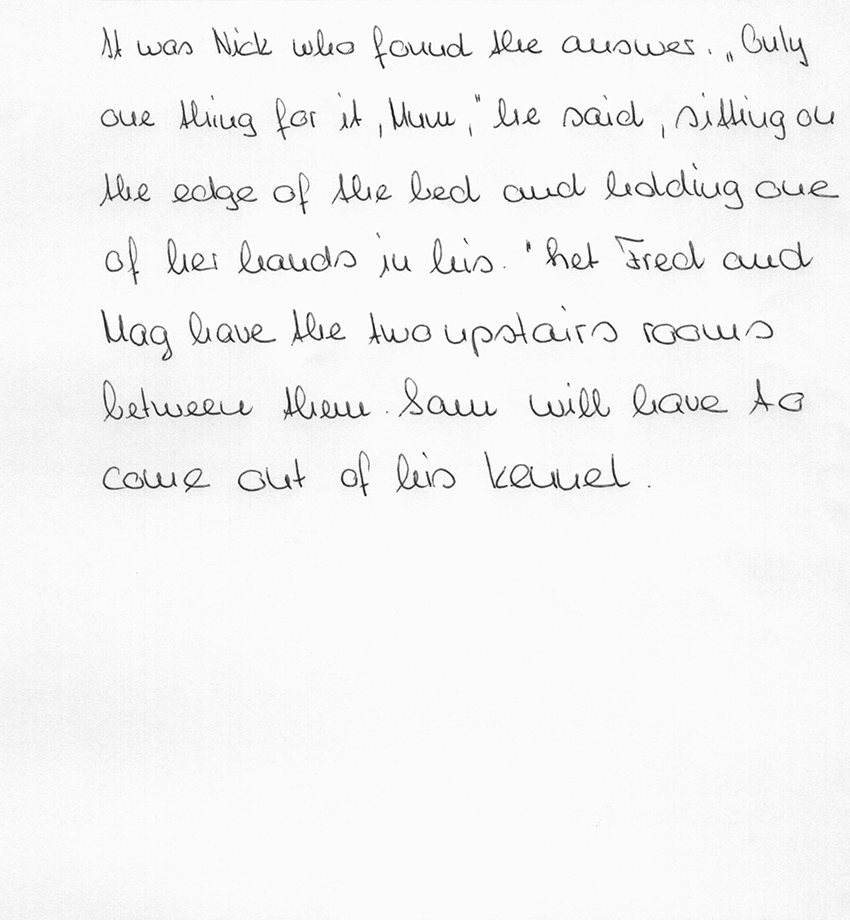 It was Nick who found the answer. „Only
one thing for it, Mum," he said, sitting on
the edge of the bed and holding one
of her hands in his. "Let Fred and
Mag have the two upstairs rooms
between them. Sam will have to
come out of his kennel.